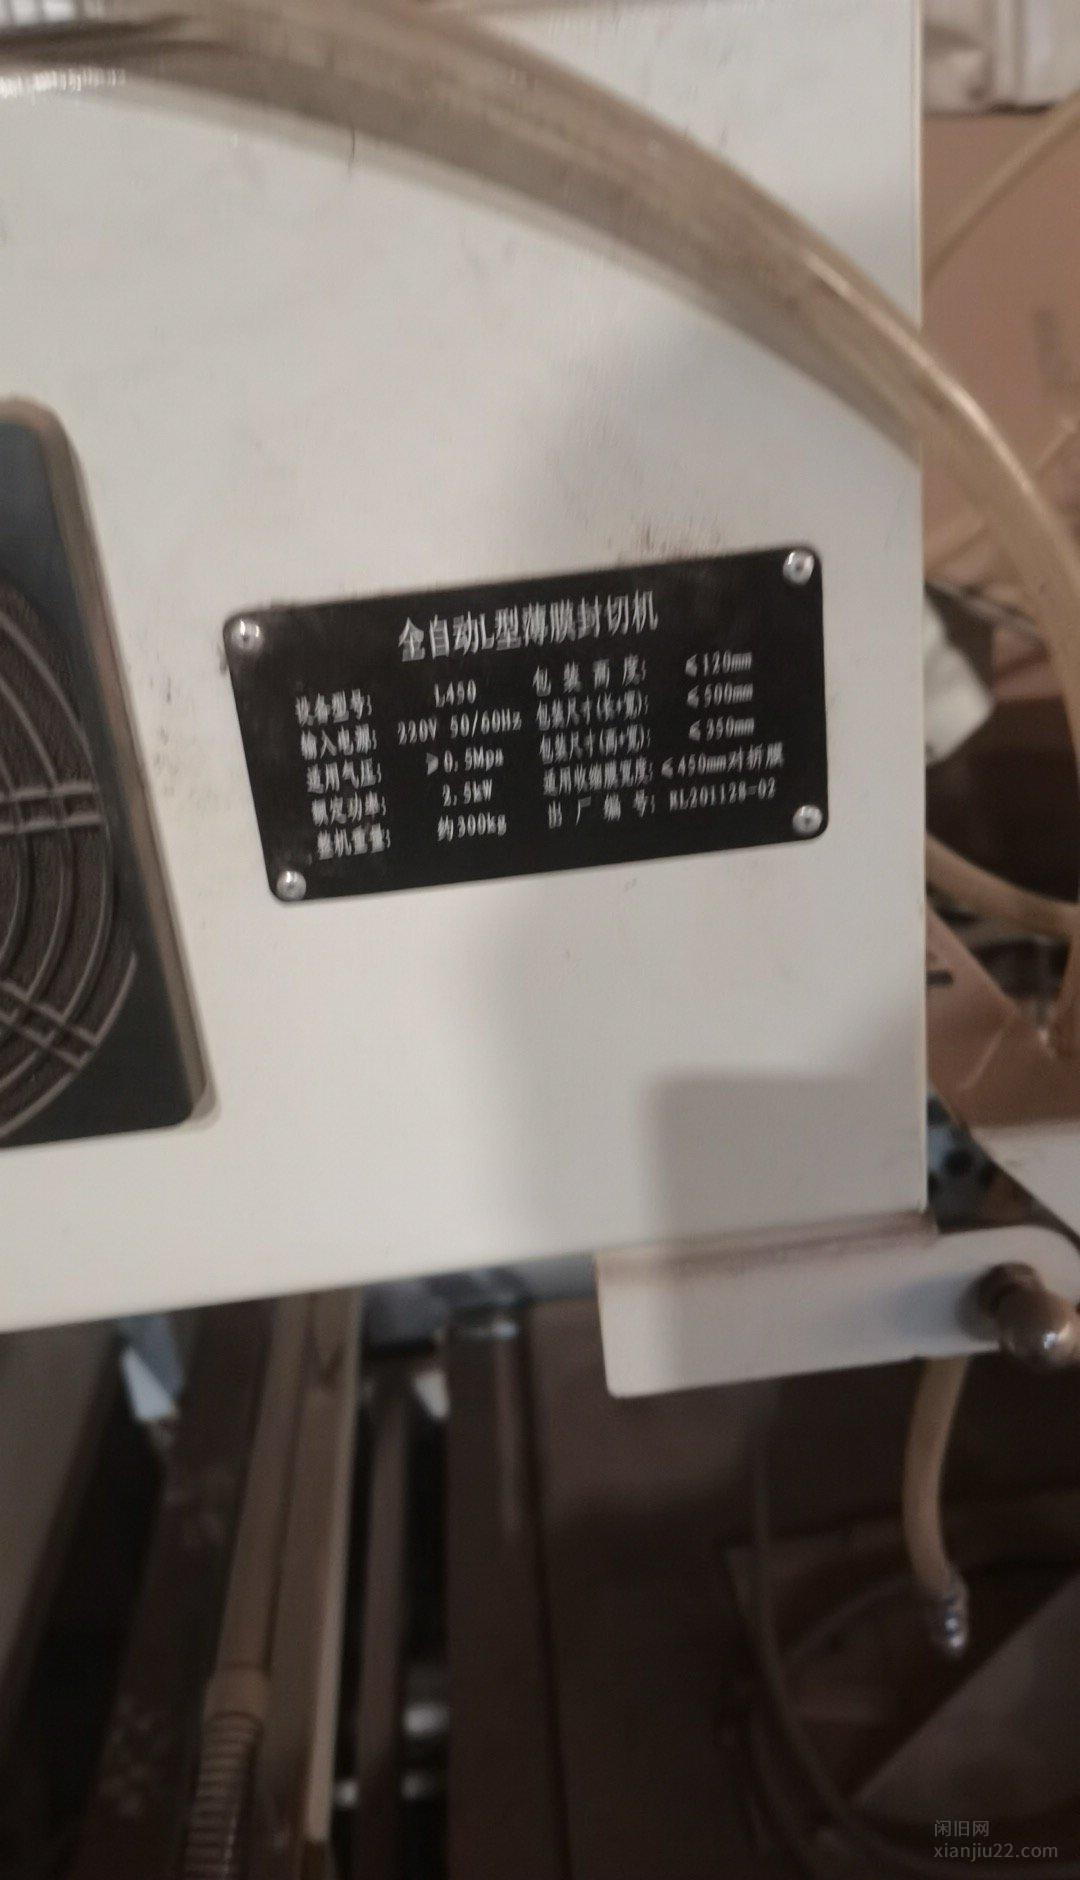 全自动L型薄膜封切机
设备型号: L450
输入电源: 220V 50/60Hz
适用气压: ≥0.5Mpa
额定功率: 2.5kW
整机重量: 约300kg
包装高度: ≤120mm
包装尺寸(长+宽): ≤500mm
包装尺寸(高+宽): ≤350mm
适用收缩膜宽度: ≤450mm对折膜
出厂编号: HL201128-02
闲旧网
xianjiu22.com